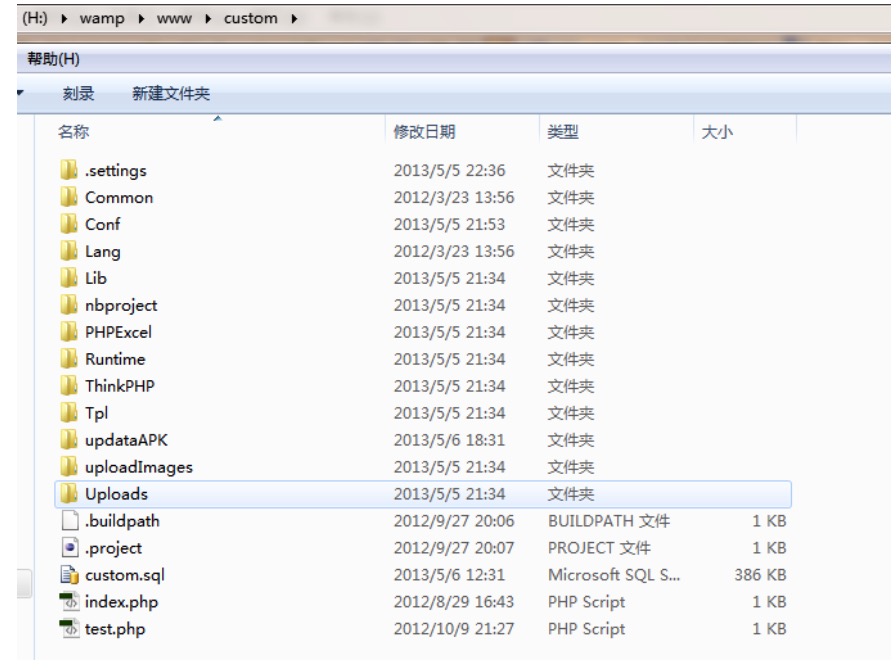 (H:) ▸ wamp ▸ www ▸ custom ▸
帮助(H)
刻录 新建文件夹
名称 修改日期 类型 大小
.settings 2013/5/5 22:36 文件夹
Common 2012/3/23 13:56 文件夹
Conf 2013/5/5 21:53 文件夹
Lang 2012/3/23 13:56 文件夹
Lib 2013/5/5 21:34 文件夹
nbproject 2013/5/5 21:34 文件夹
PHPExcel 2013/5/5 21:34 文件夹
Runtime 2013/5/5 21:34 文件夹
ThinkPHP 2013/5/5 21:34 文件夹
Tpl 2013/5/5 21:34 文件夹
updataAPK 2013/5/6 18:31 文件夹
uploadImages 2013/5/5 21:34 文件夹
Uploads 2013/5/5 21:34 文件夹
.buildpath 2012/9/27 20:06 BUILDPATH 文件 1 KB
.project 2012/9/27 20:07 PROJECT 文件 1 KB
custom.sql 2013/5/6 12:31 Microsoft SQL S... 386 KB
index.php 2012/8/29 16:43 PHP Script 1 KB
test.php 2012/10/9 21:27 PHP Script 1 KB